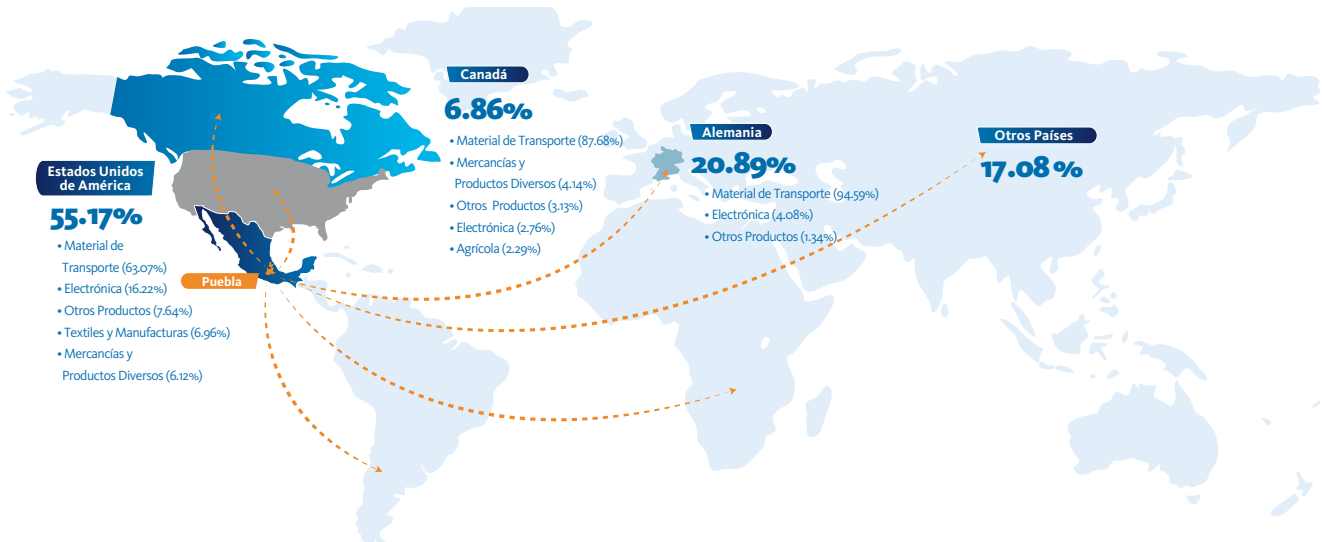 Estados Unidos
de América
55.17%
• Material de
Transporte (63.07%)
• Electrónica (16.22%)
• Otros Productos (7.64%)
• Textiles y Manufacturas (6.96%)
• Mercancías y
Productos Diversos (6.12%)
Puebla
Canadá
6.86%
• Material de Transporte (87.68%)
• Mercancías y
Productos Diversos (4.14%)
• Otros Productos (3.13%)
• Electrónica (2.76%)
• Agrícola (2.29%)
Alemania
20.89%
• Material de Transporte (94.59%)
• Electrónica (4.08%)
• Otros Productos (1.34%)
Otros Países
17.08 %